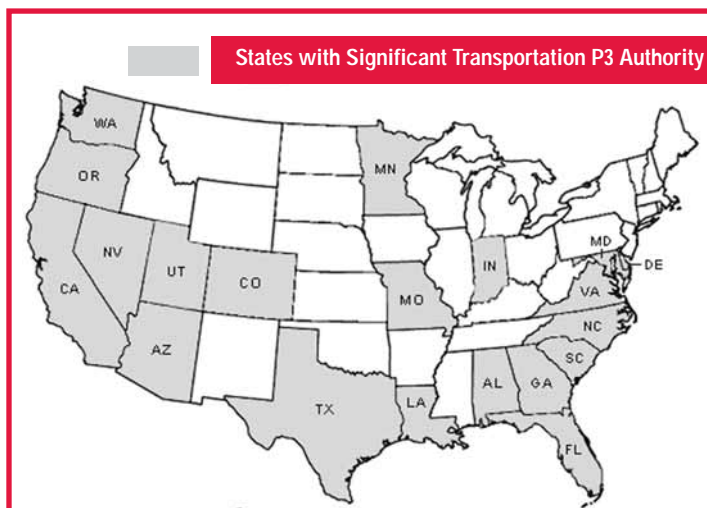 States with Significant Transportation P3 Authority
WA
MN
OR
MD
NV
IN
DE
UT
CO
CA
MO
VA
NC
AZ
SC
AL
GA
LA
TX
FL